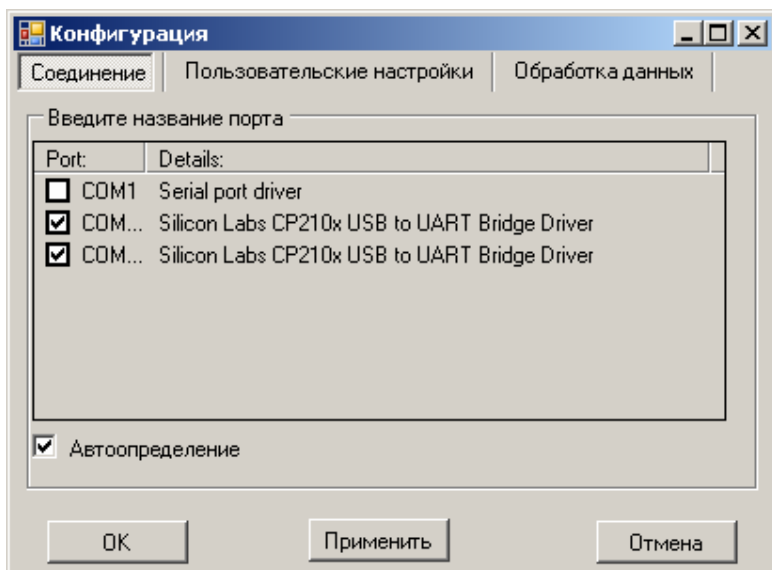 Конфигурация
Соединение Пользовательские настройки Обработка данных
Введите название порта
Port: Details:
COM1 Serial port driver
COM... Silicon Labs CP210x USB to UART Bridge Driver
COM... Silicon Labs CP210x USB to UART Bridge Driver
Автоопределение
OK Применить Отмена